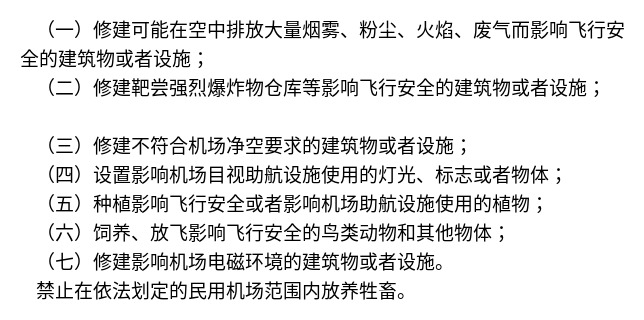 （一）修建可能在空中排放大量烟雾、粉尘、火焰、废气而影响飞行安
全的建筑物或者设施；
（二）修建靶尝强烈爆炸物仓库等影响飞行安全的建筑物或者设施；
（三）修建不符合机场净空要求的建筑物或者设施；
（四）设置影响机场目视助航设施使用的灯光、标志或者物体；
（五）种植影响飞行安全或者影响机场助航设施使用的植物；
（六）饲养、放飞影响飞行安全的鸟类动物和其他物体；
（七）修建影响机场电磁环境的建筑物或者设施。
禁止在依法划定的民用机场范围内放养牲畜。